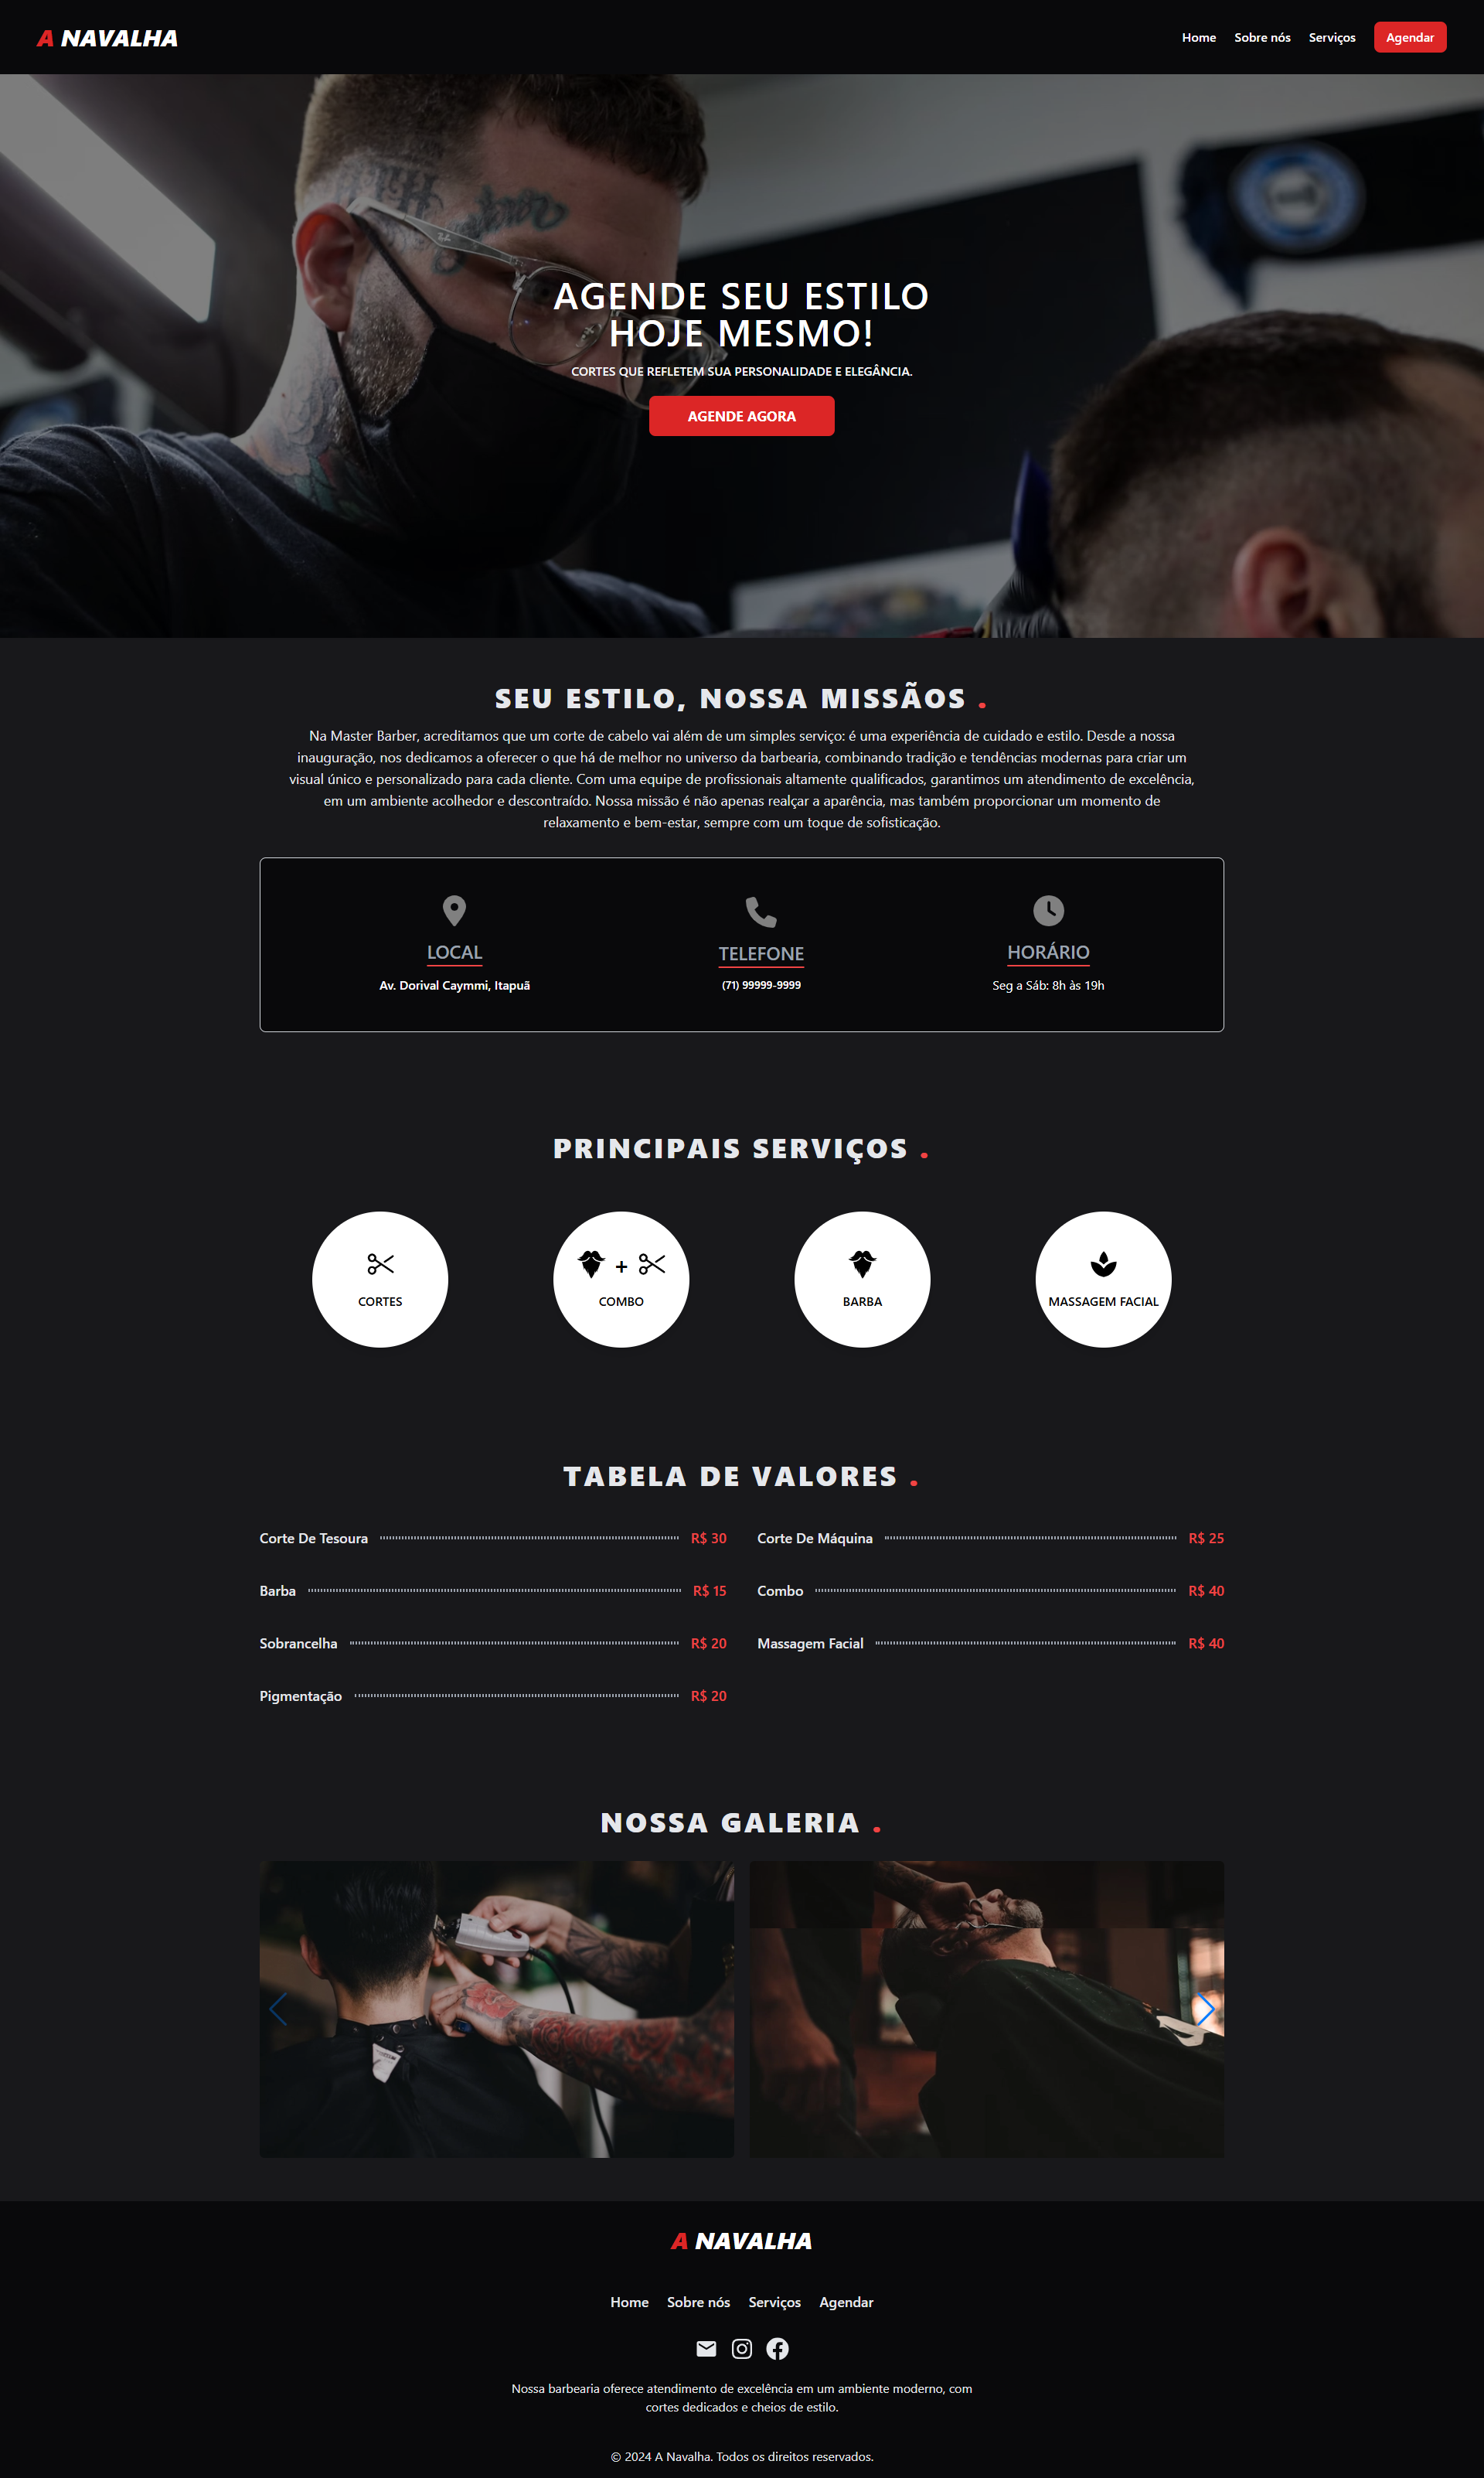 A NAVALHA
Home Sobre nós Serviços Agendar
AGENDE SEU ESTILO
HOJE MESMO!
CORTES QUE REFLETEM SUA PERSONALIDADE E ELEGÂNCIA.
AGENDE AGORA
SEU ESTILO, NOSSA MISSÃOS .
Na Master Barber, acreditamos que um corte de cabelo vai além de um simples serviço: é uma experiência de cuidado e estilo. Desde a nossa
inauguração, nos dedicamos a oferecer o que há de melhor no universo da barbearia, combinando tradição e tendências modernas para criar um
visual único e personalizado para cada cliente. Com uma equipe de profissionais altamente qualificados, garantimos um atendimento de excelência,
em um ambiente acolhedor e descontraído. Nossa missão é não apenas realçar a aparência, mas também proporcionar um momento de
relaxamento e bem-estar, sempre com um toque de sofisticação.
LOCAL
Av. Dorival Caymmi, Itapuã
TELEFONE
(71) 99999-9999
HORÁRIO
Seg a Sáb: 8h às 19h
PRINCIPAIS SERVIÇOS .
CORTES
+
COMBO
BARBA
MASSAGEM FACIAL
TABELA DE VALORES .
Corte De Tesoura R$ 30
Corte De Máquina R$ 25
Barba R$ 15
Combo R$ 40
Sobrancelha R$ 20
Massagem Facial R$ 40
Pigmentação R$ 20
NOSSA GALERIA .
A NAVALHA
Home Sobre nós Serviços Agendar
Nossa barbearia oferece atendimento de excelência em um ambiente moderno, com
cortes dedicados e cheios de estilo.
© 2024 A Navalha. Todos os direitos reservados.